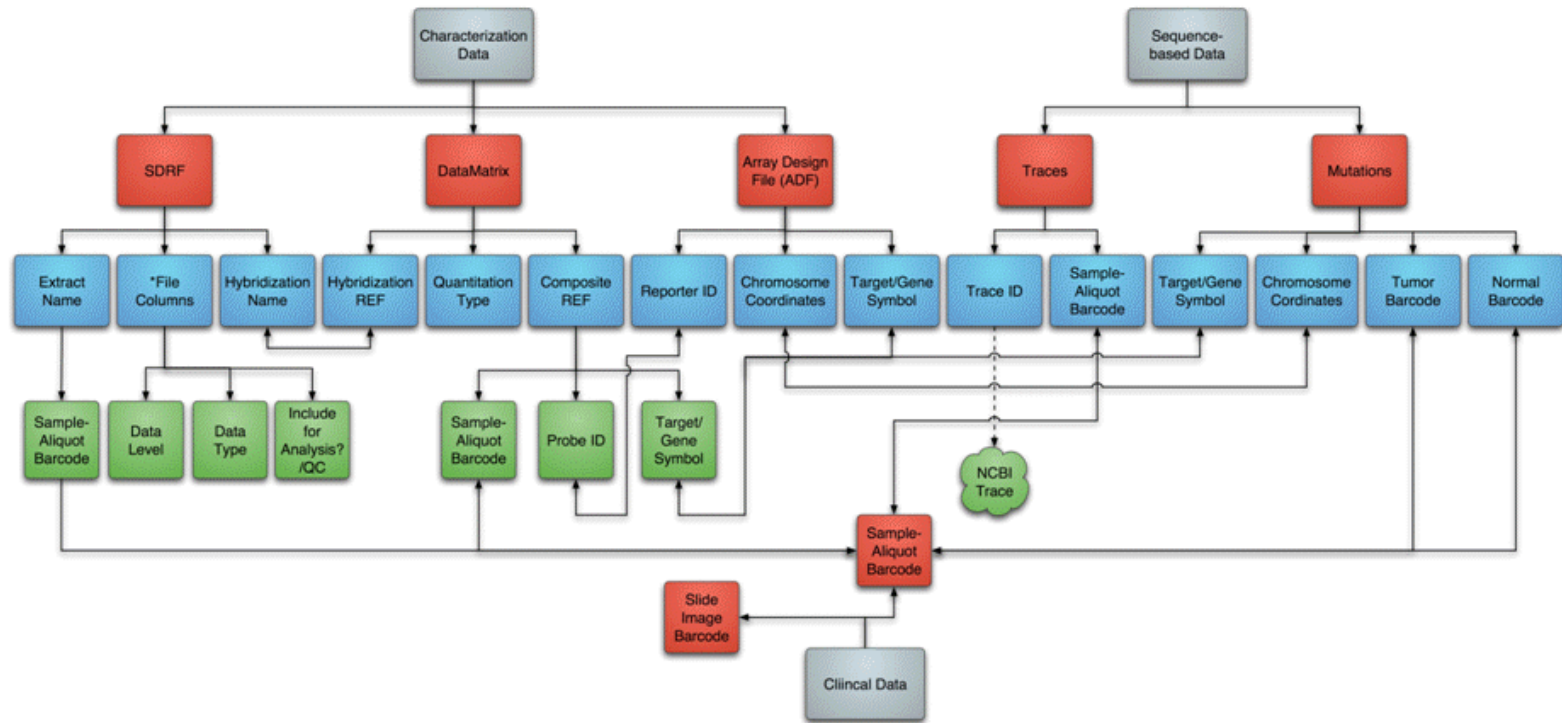 Characterization
Data
Sequence-
based Data
SDRF
DataMatrix
Array Design
File (ADF)
Traces
Mutations
Extract
Name
*File
Columns
Hybridization
Name
Hybridization
REF
Quantitation
Type
Composite
REF
Reporter ID
Chromosome
Coordinates
Target/Gene
Symbol
Trace ID
Sample-
Aliquot
Barcode
Target/Gene
Symbol
Chromosome
Cordinates
Tumor
Barcode
Normal
Barcode
Sample-
Aliquot
Barcode
Data
Level
Data
Type
Include for
Analysis?
/QC
Sample-
Aliquot
Barcode
Probe ID
Target/
Gene
Symbol
NCBI
Trace
Sample-
Aliquot
Barcode
Slide
Image
Barcode
Cliincal Data